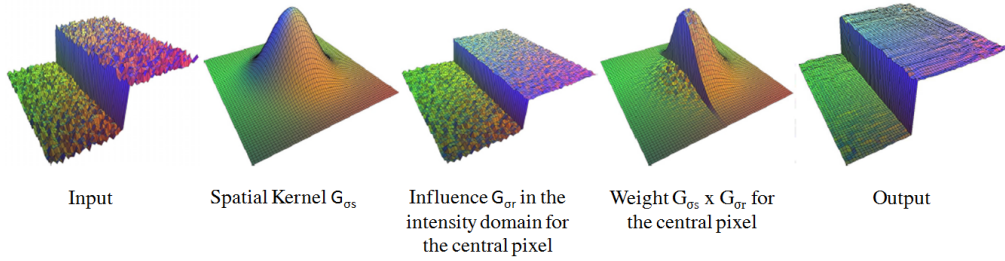 Input
Spatial Kernel Gσs
Influence Gσr in the
intensity domain for
the central pixel
Weight Gσs x Gσr for
the central pixel
Output